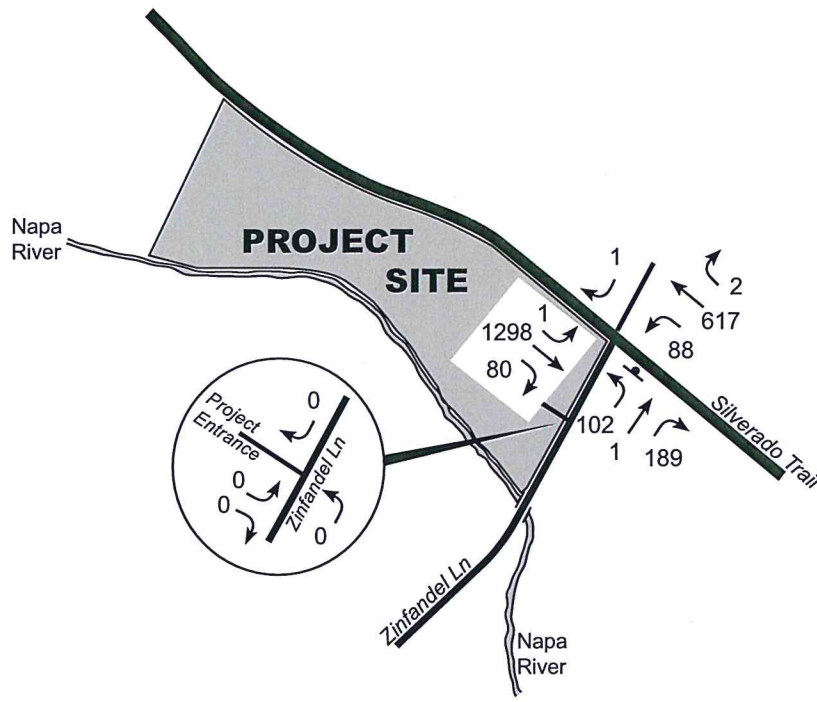 Napa
River
PROJECT
SITE
1
2
617
88
1
1298
80
102
1
189
Silverado Trail
Project
Entrance
0
0
0
0
Zinfandel Ln
Zinfandel Ln
Napa
River